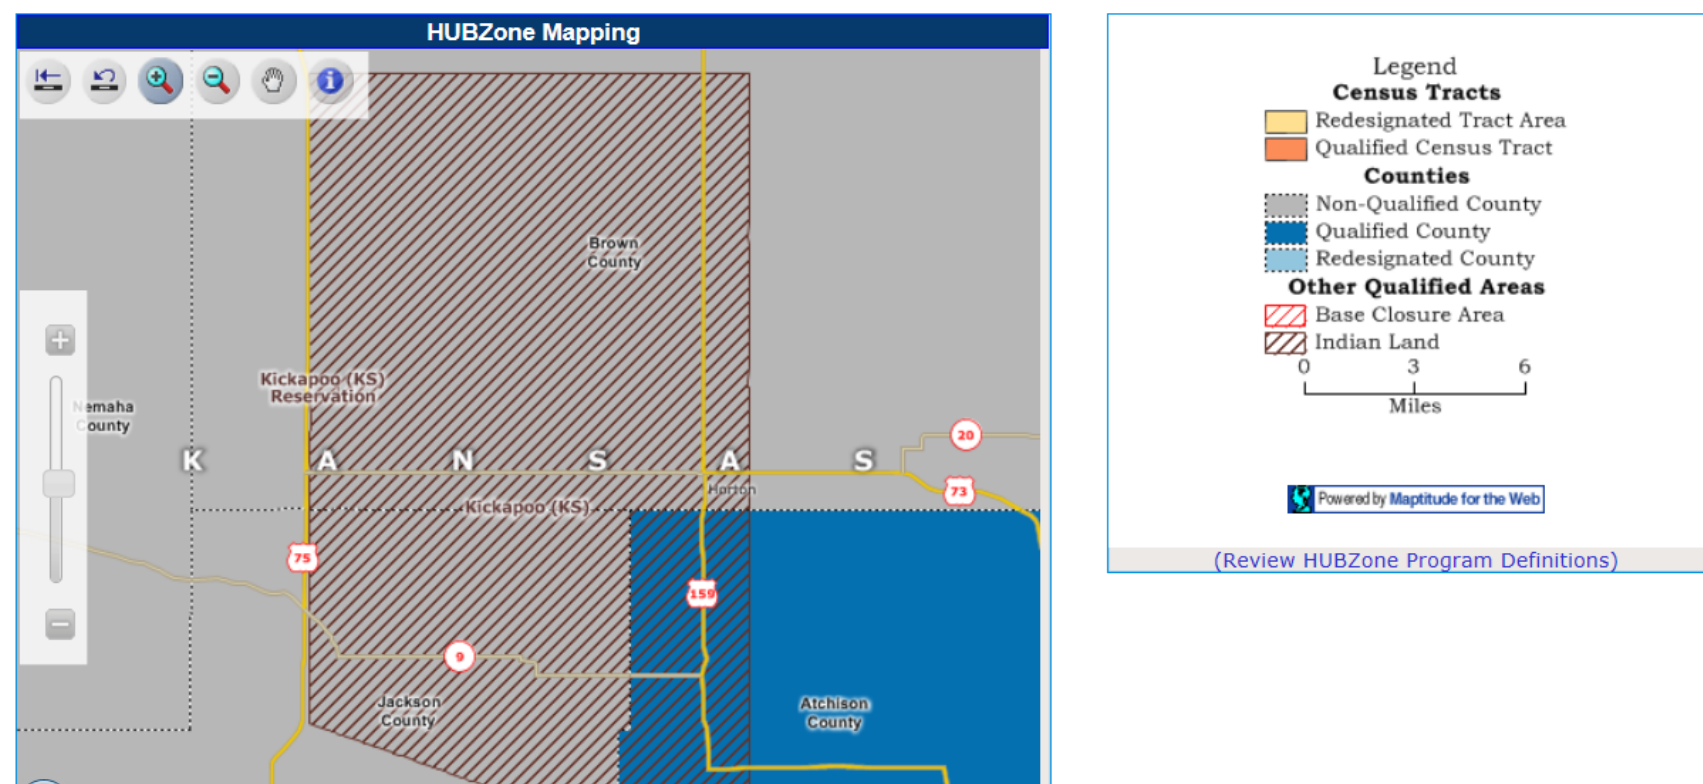 HUBZone Mapping
Brown
County
Kickapoo (KS)
Reservation
Nemaha
County
K A N S A S
20
73
Horton
Kickapoo (KS)
75
159
9
Jackson
County
Atchison
County
Legend
Census Tracts
Redesignated Tract Area
Qualified Census Tract
Counties
Non-Qualified County
Qualified County
Redesignated County
Other Qualified Areas
Base Closure Area
Indian Land
0 3 6
Miles
Powered by Maptitude for the Web
(Review HUBZone Program Definitions)